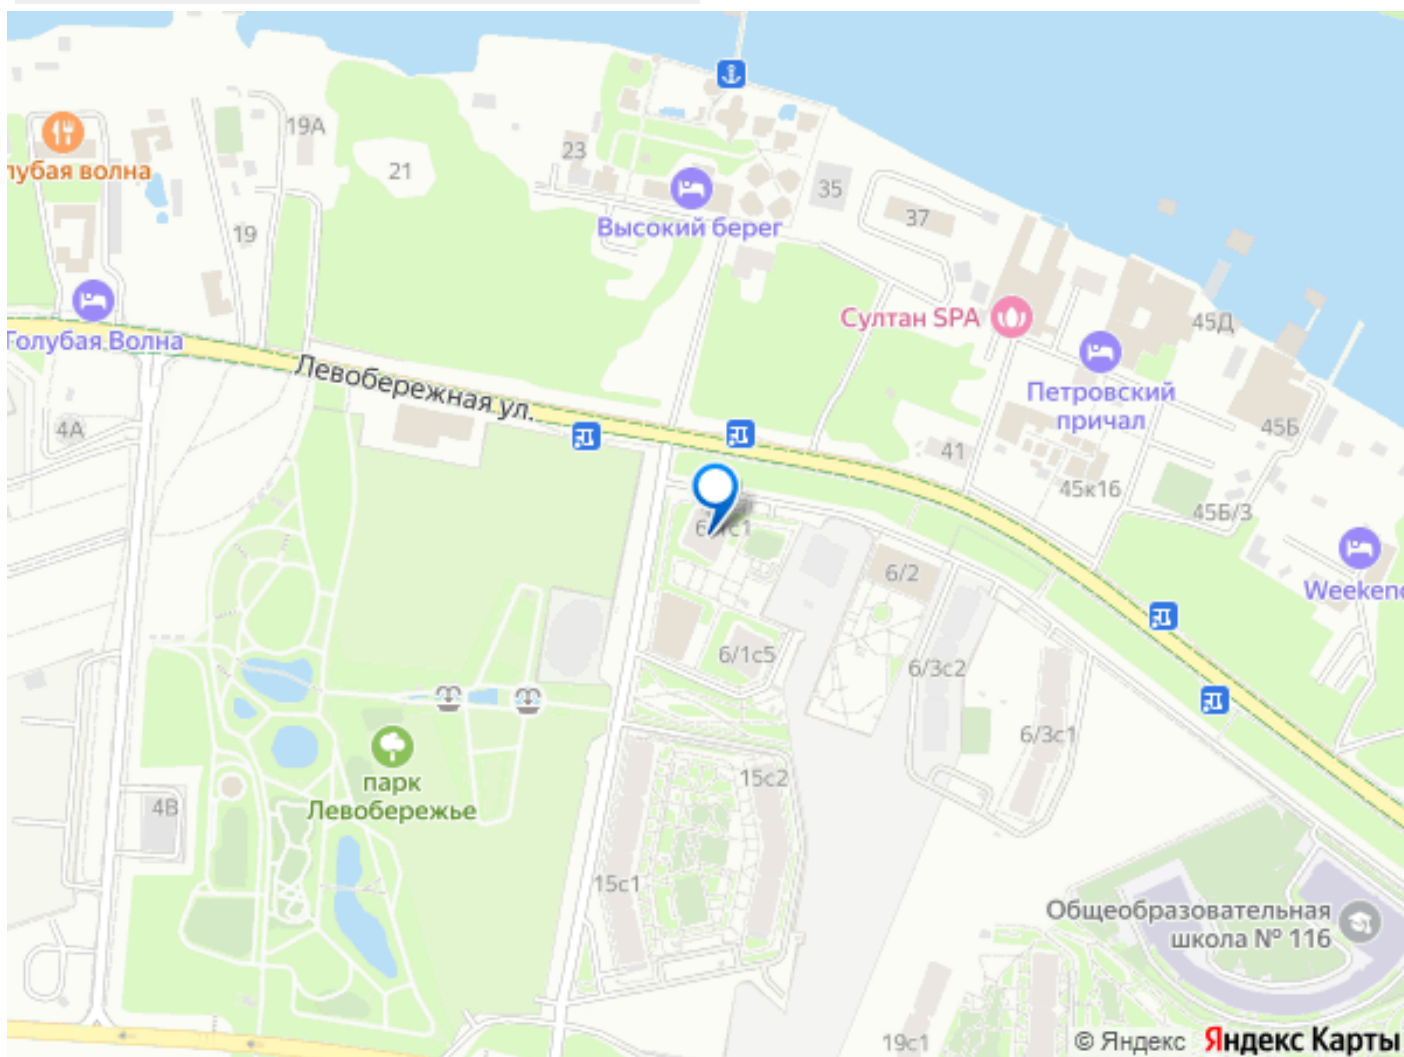 19А
21
23
35
37
19
лубая волна
Высокий берег
Султан SPA
45Д
Голубая Волна
Петровский
причал
Левобережная ул.
4А
41
45Б
45к16
45Б/3
6/2
Weekend
6/1с5
6/3с2
6/3с1
15с2
парк
Левобережье
4В
15с1
Общеобразовательная
школа № 116
19с1
© Яндекс Яндекс Карты